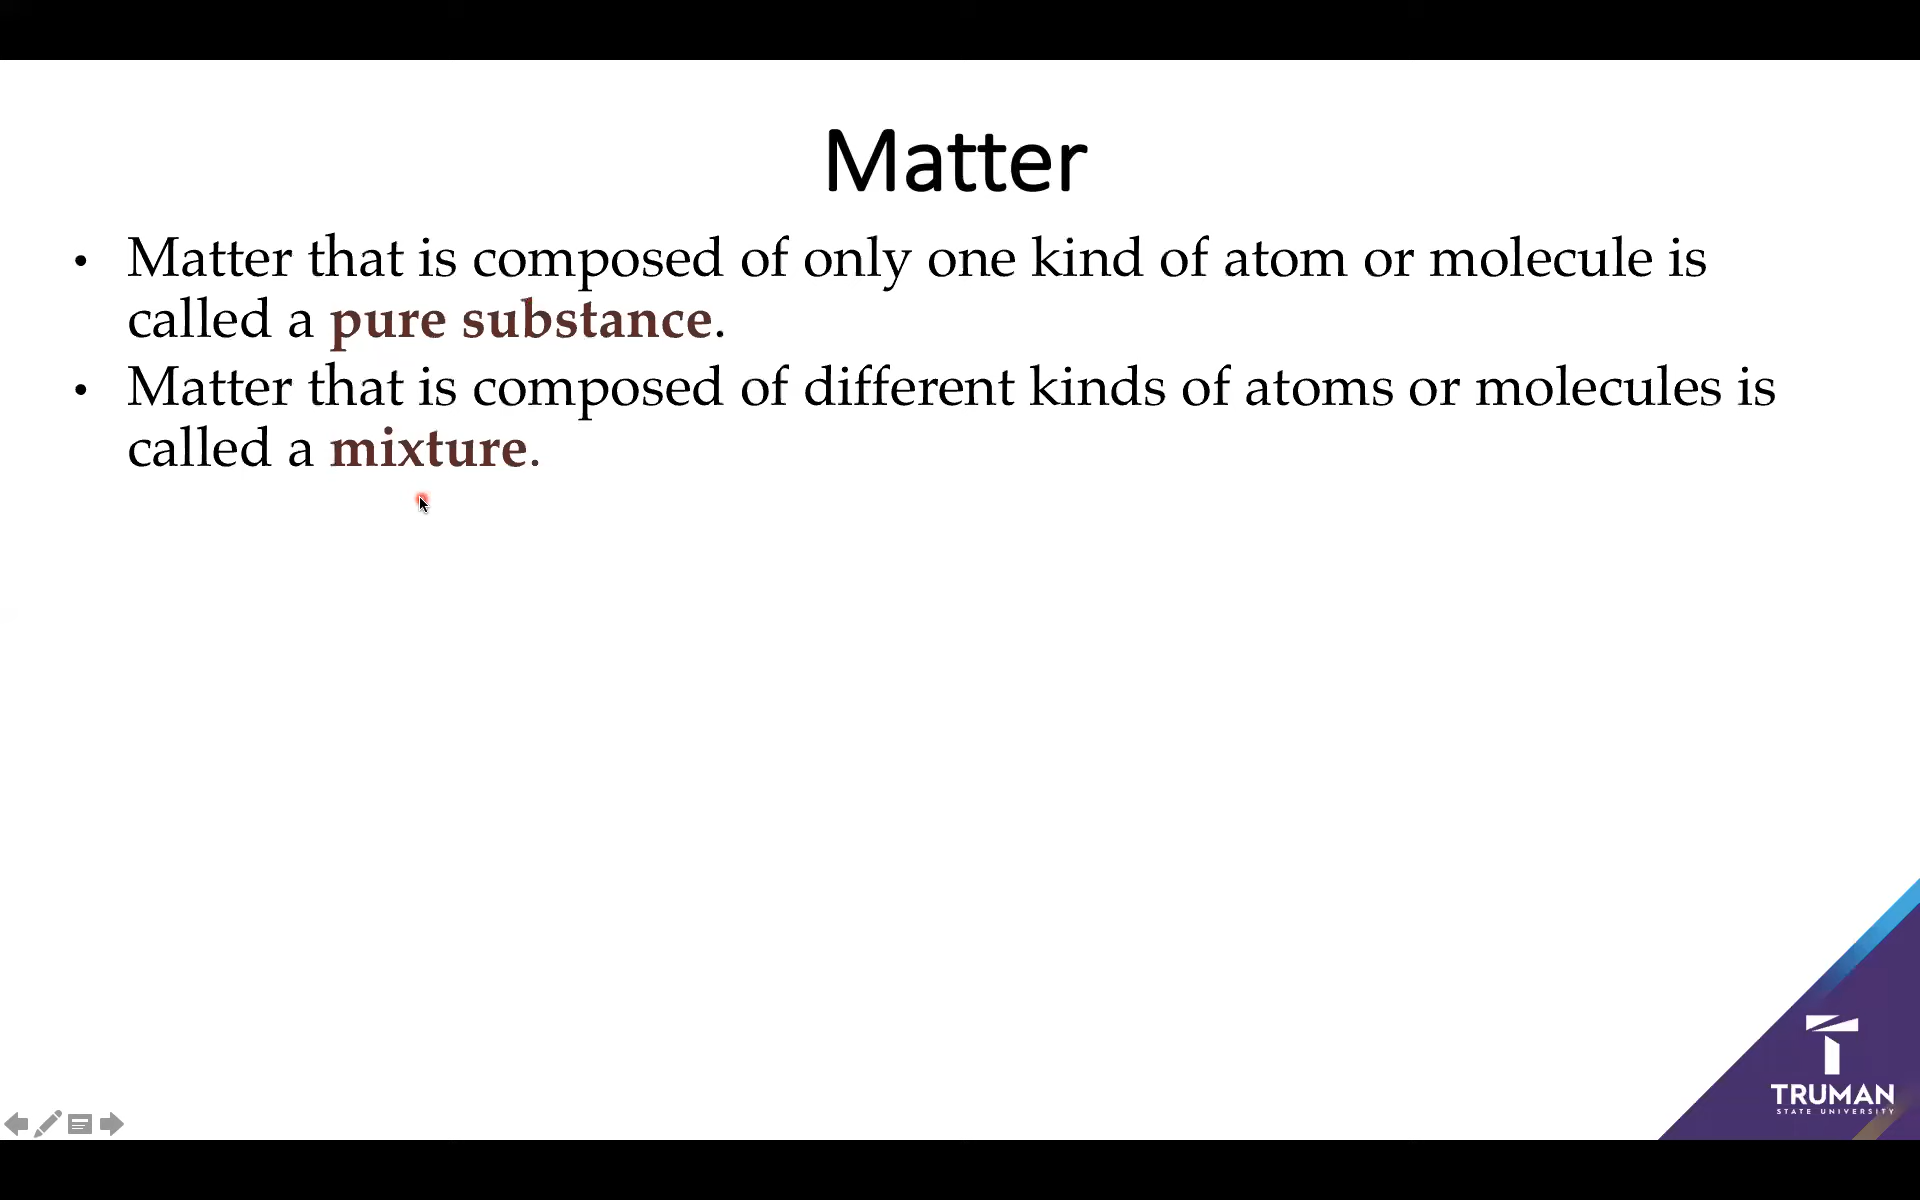 Matter
• Matter that is composed of only one kind of atom or molecule is
called a pure substance.
• Matter that is composed of different kinds of atoms or molecules is
called a mixture.
TRUMAN
STATE UNIVERSITY